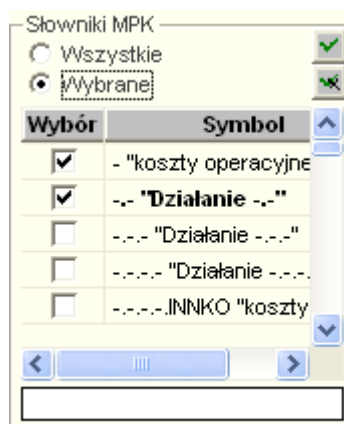 Słowniki MPK
Wszystkie
Wybrane
Wybór Symbol
- "koszty operacyjne
-.- "Działanie -.-"
-.-.- "Działanie -.-.-"
-.-.-.- "Działanie -.-.-.
-.-.-.-.INNKO "koszty